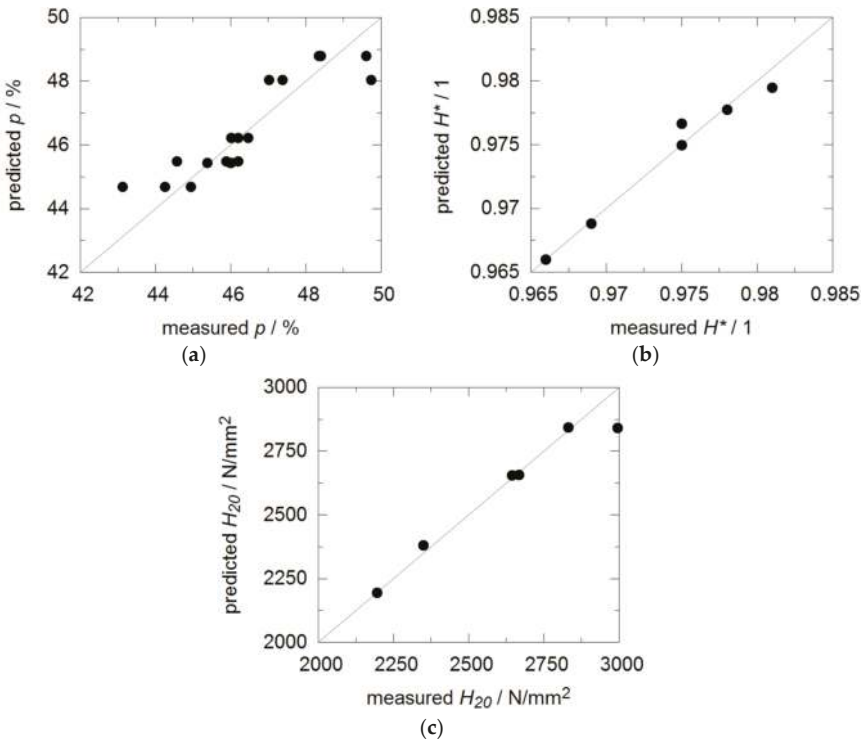 50
48
46
44
42
predicted p / %
42 44 46 48 50
measured p / %
(a)
0.985
0.98
0.975
0.97
0.965
predicted H* / 1
0.965 0.97 0.975 0.98 0.985
measured H* / 1
(b)
3000
2750
2500
2250
2000
predicted H20 / N/mm2
2000 2250 2500 2750 3000
measured H20 / N/mm2
(c)